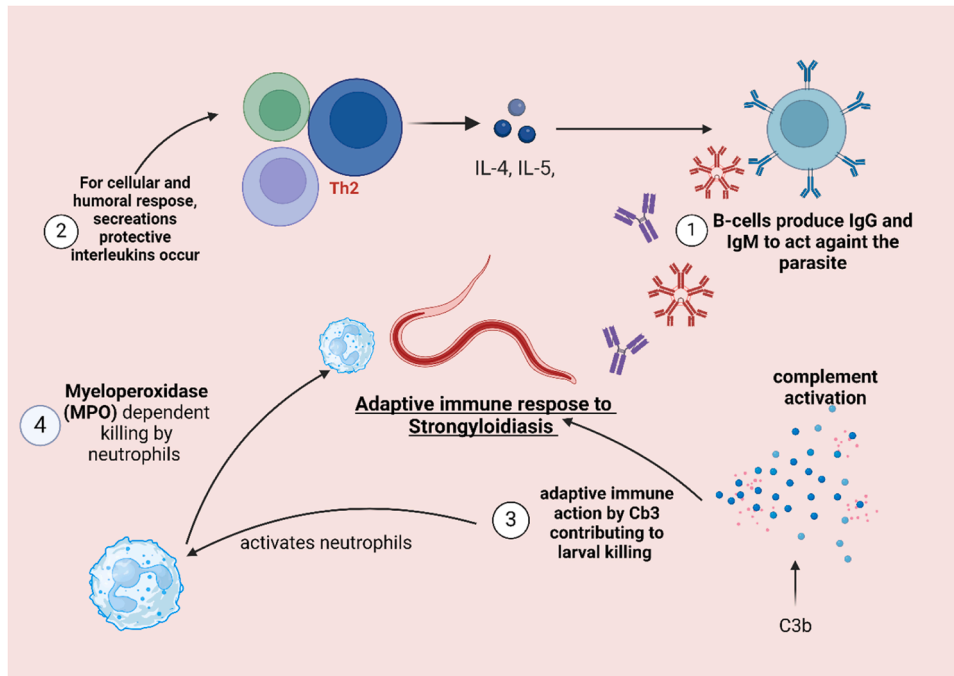 Th2
IL-4, IL-5,
For cellular and
humoral respose,
secreations
protective
interleukins occur
2
1
B-cells produce IgG and
IgM to act againt the
parasite
Adaptive immune respose to
Strongyloidiasis
complement
activation
4
Myeloperoxidase
(MPO) dependent
killing by
neutrophils
3
adaptive immune
action by Cb3
contributing to
larval killing
activates neutrophils
C3b